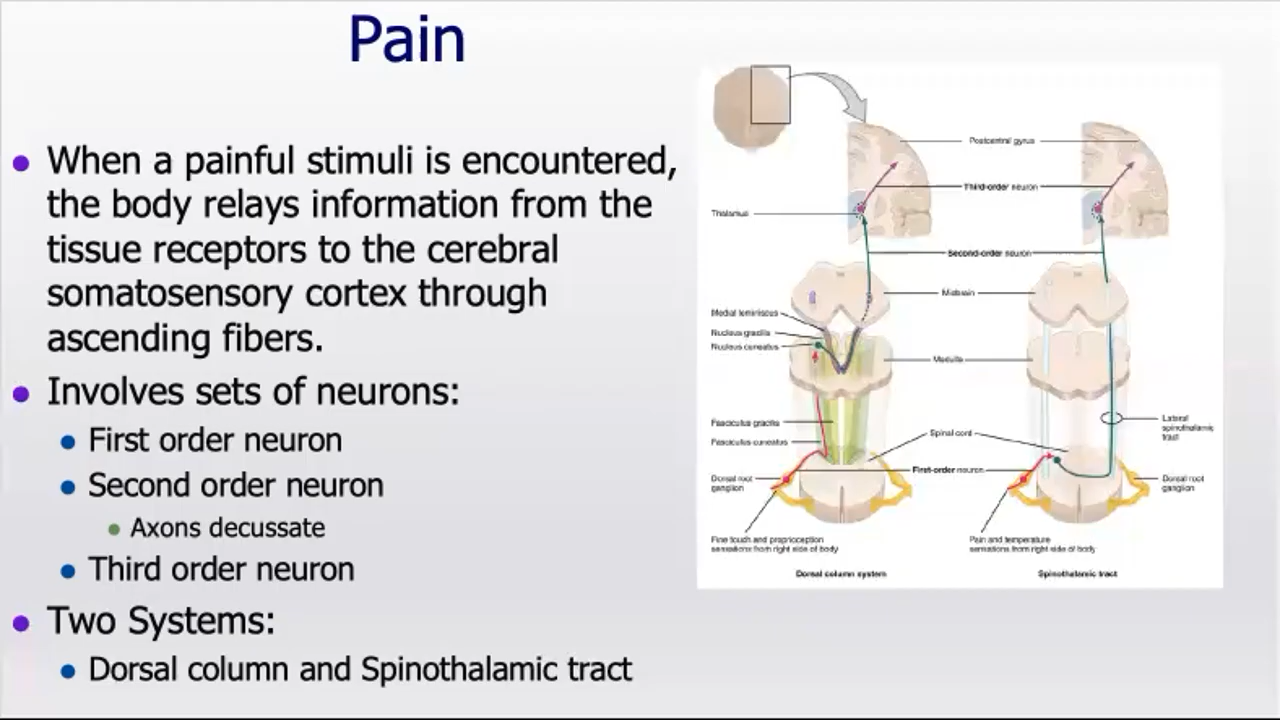 Pain
When a painful stimuli is encountered,
the body relays information from the
tissue receptors to the cerebral
somatosensory cortex through
ascending fibers.
Involves sets of neurons:
First order neuron
Second order neuron
Axons decussate
Third order neuron
Two Systems:
Dorsal column and Spinothalamic tract
Postcentral gyrus
Third-order neuron
Thalamus
Second-order neuron
Midbrain
Medial lemniscus
Nucleus gracilis
Nucleus cuneatus
Medulla
Fasciculus gracilis
Fasciculus cuneatus
Spinal cord
Lateral
spinothalamic
tract
Dorsal root
ganglion
First-order neuron
Dorsal root
ganglion
Fine touch and proprioception
sensations from right side of body
Pain and temperature
sensations from right side of body
Dorsal column system
Spinothalamic tract